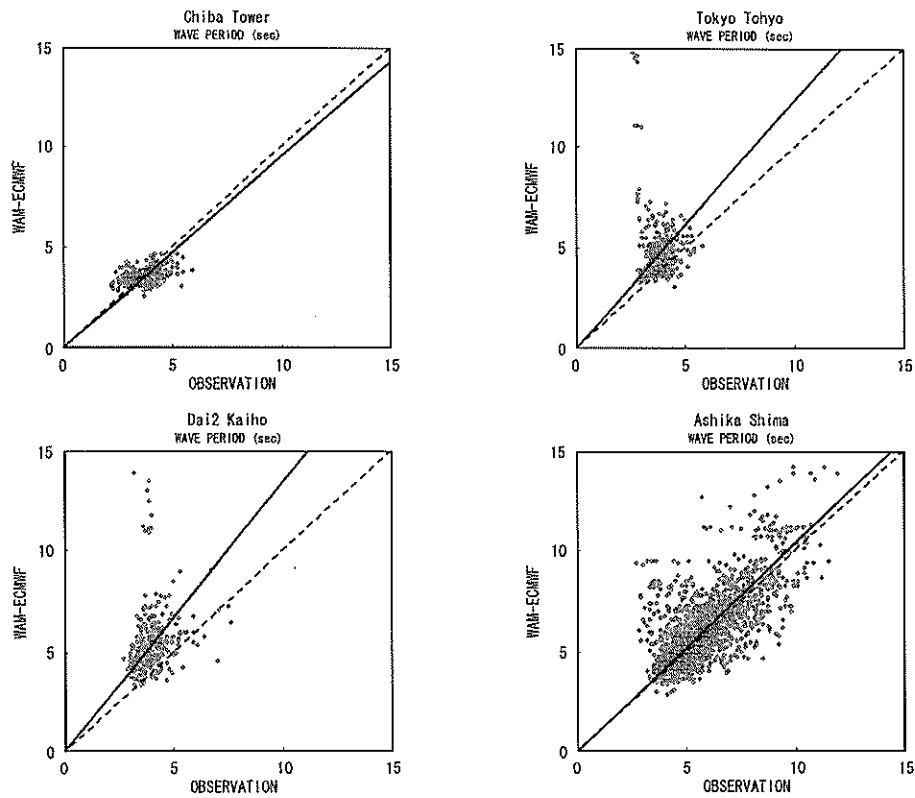 Chiba Tower
WAVE PERIOD (sec)
15
10
5
0
WAM-ECMWF
0 5 10 15
OBSERVATION
Tokyo Tohyo
WAVE PERIOD (sec)
15
10
5
0
WAM-ECMWF
0 5 10 15
OBSERVATION
Dai2 Kaiho
WAVE PERIOD (sec)
15
10
5
0
WAM-ECMWF
0 5 10 15
OBSERVATION
Ashika Shima
WAVE PERIOD (sec)
15
10
5
0
WAM-ECMWF
0 5 10 15
OBSERVATION